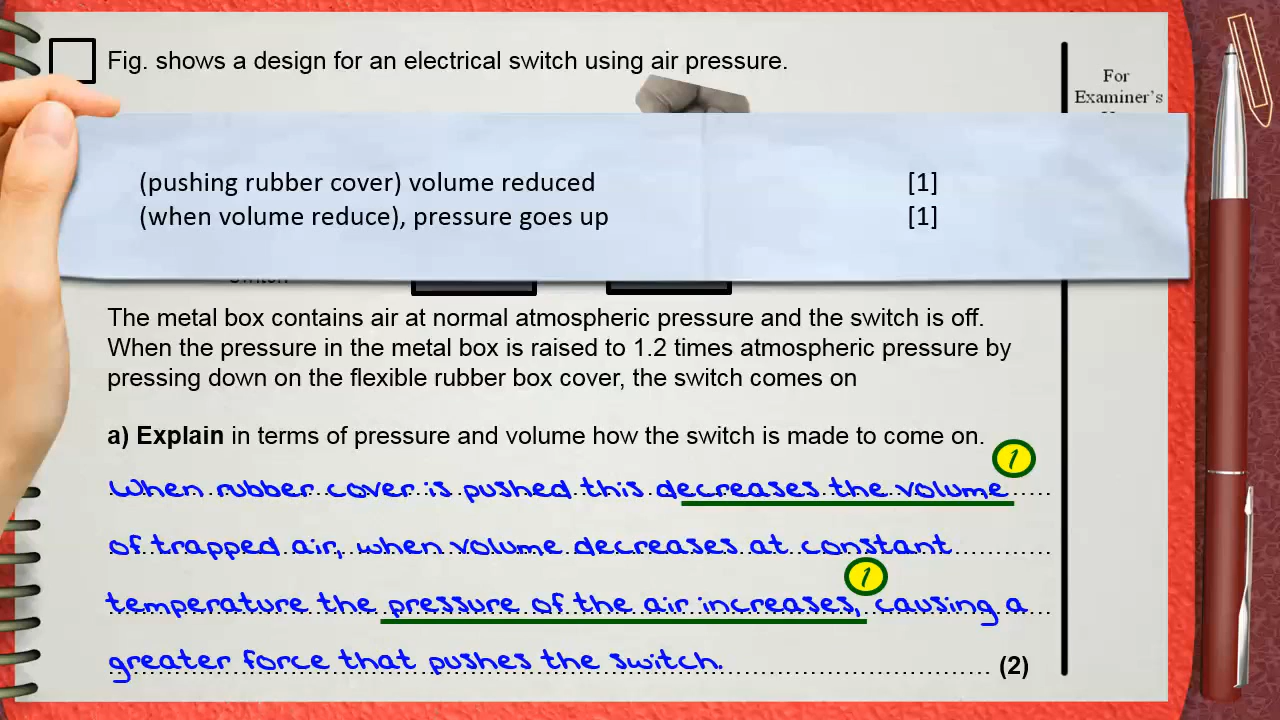 Fig. shows a design for an electrical switch using air pressure.
For
Examiner's
(pushing rubber cover) volume reduced [1]
(when volume reduce), pressure goes up [1]
The metal box contains air at normal atmospheric pressure and the switch is off.
When the pressure in the metal box is raised to 1.2 times atmospheric pressure by
pressing down on the flexible rubber box cover, the switch comes on
a) Explain in terms of pressure and volume how the switch is made to come on.
1
When rubber cover is pushed this decreases the volume
of trapped air, when volume decreases at constant
1
temperature the pressure of the air increases, causing a
greater force that pushes the switch. (2)